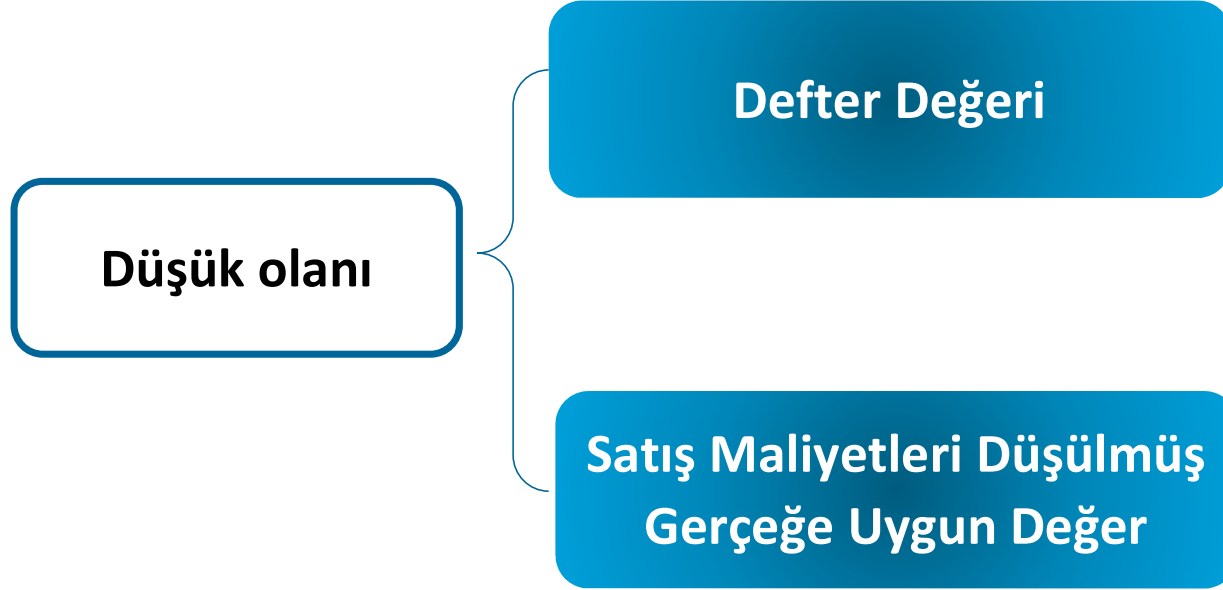 Defter Değeri
Düşük olanı
Satış Maliyetleri Düşülmüş
Gerçeğe Uygun Değer